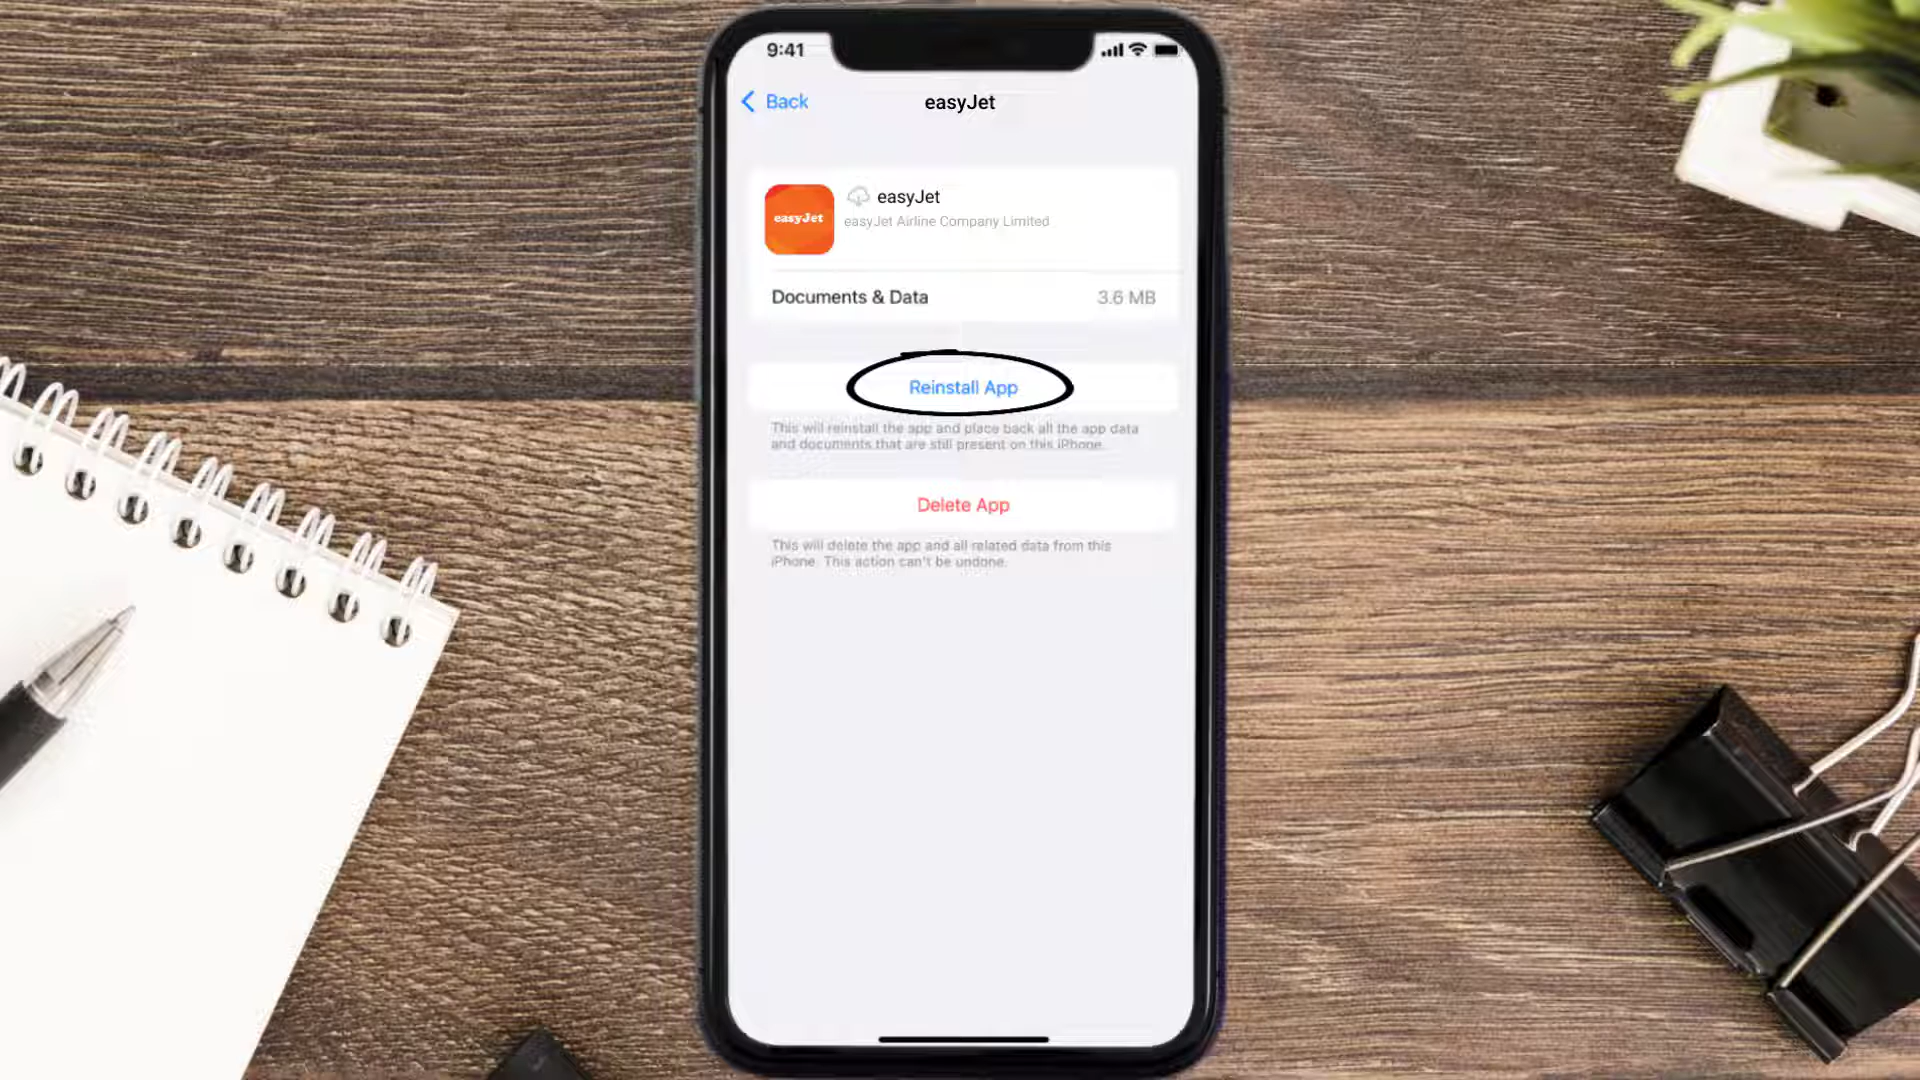 9:41
Back
easyJet
easyJet
easyJet
easyJet Airline Company Limited
Documents & Data
3.6 MB
Reinstall App
This will reinstall the app and place back all the app data
and documents that are still present on this iPhone.
Delete App
This will delete the app and all related data from this
iPhone. This action can't be undone.